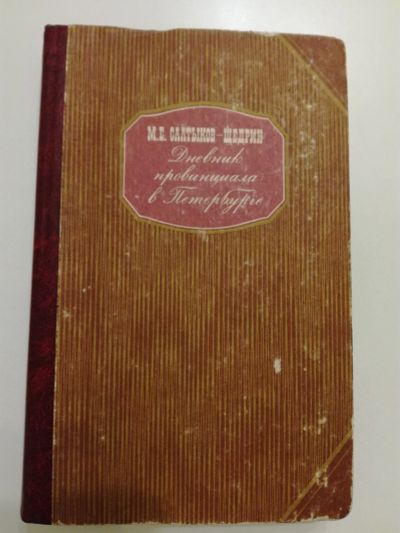 М.Е. САЛТЫКОВ-ЩЕДРИН
Дневник
провинциала
в Петербурге